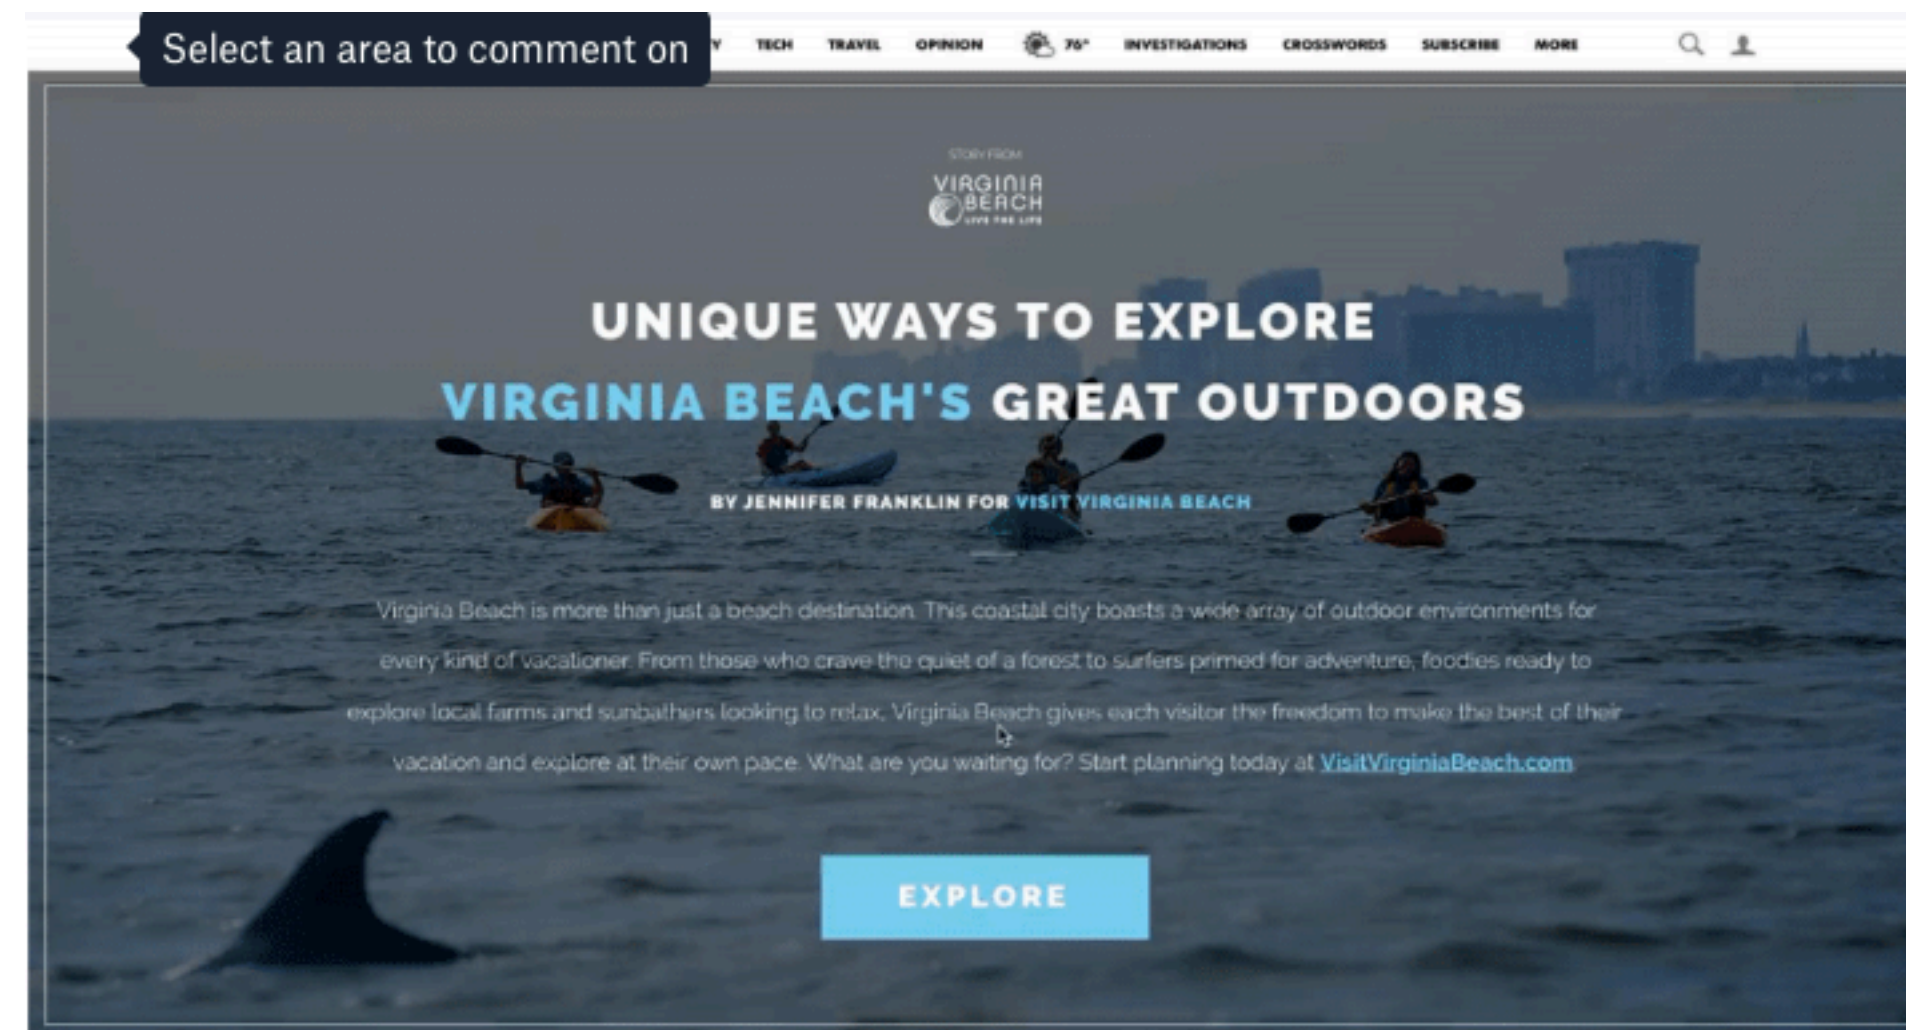 Select an area to comment on
TECH TRAVEL OPINION 76° INVESTIGATIONS CROSSWORDS SUBSCRIBE MORE
STORY FROM
VIRGINIA
BEACH
LIVE THE LIFE
UNIQUE WAYS TO EXPLORE
VIRGINIA BEACH'S GREAT OUTDOORS
BY JENNIFER FRANKLIN FOR VISIT VIRGINIA BEACH
Virginia Beach is more than just a beach destination. This coastal city boasts a wide array of outdoor environments for
every kind of vacationer. From those who crave the quiet of a forest to surfers primed for adventure, foodies ready to
explore local farms and sunbathers looking to relax, Virginia Beach gives each visitor the freedom to make the best of their
vacation and explore at their own pace. What are you waiting for? Start planning today at VisitVirginiaBeach.com
EXPLORE